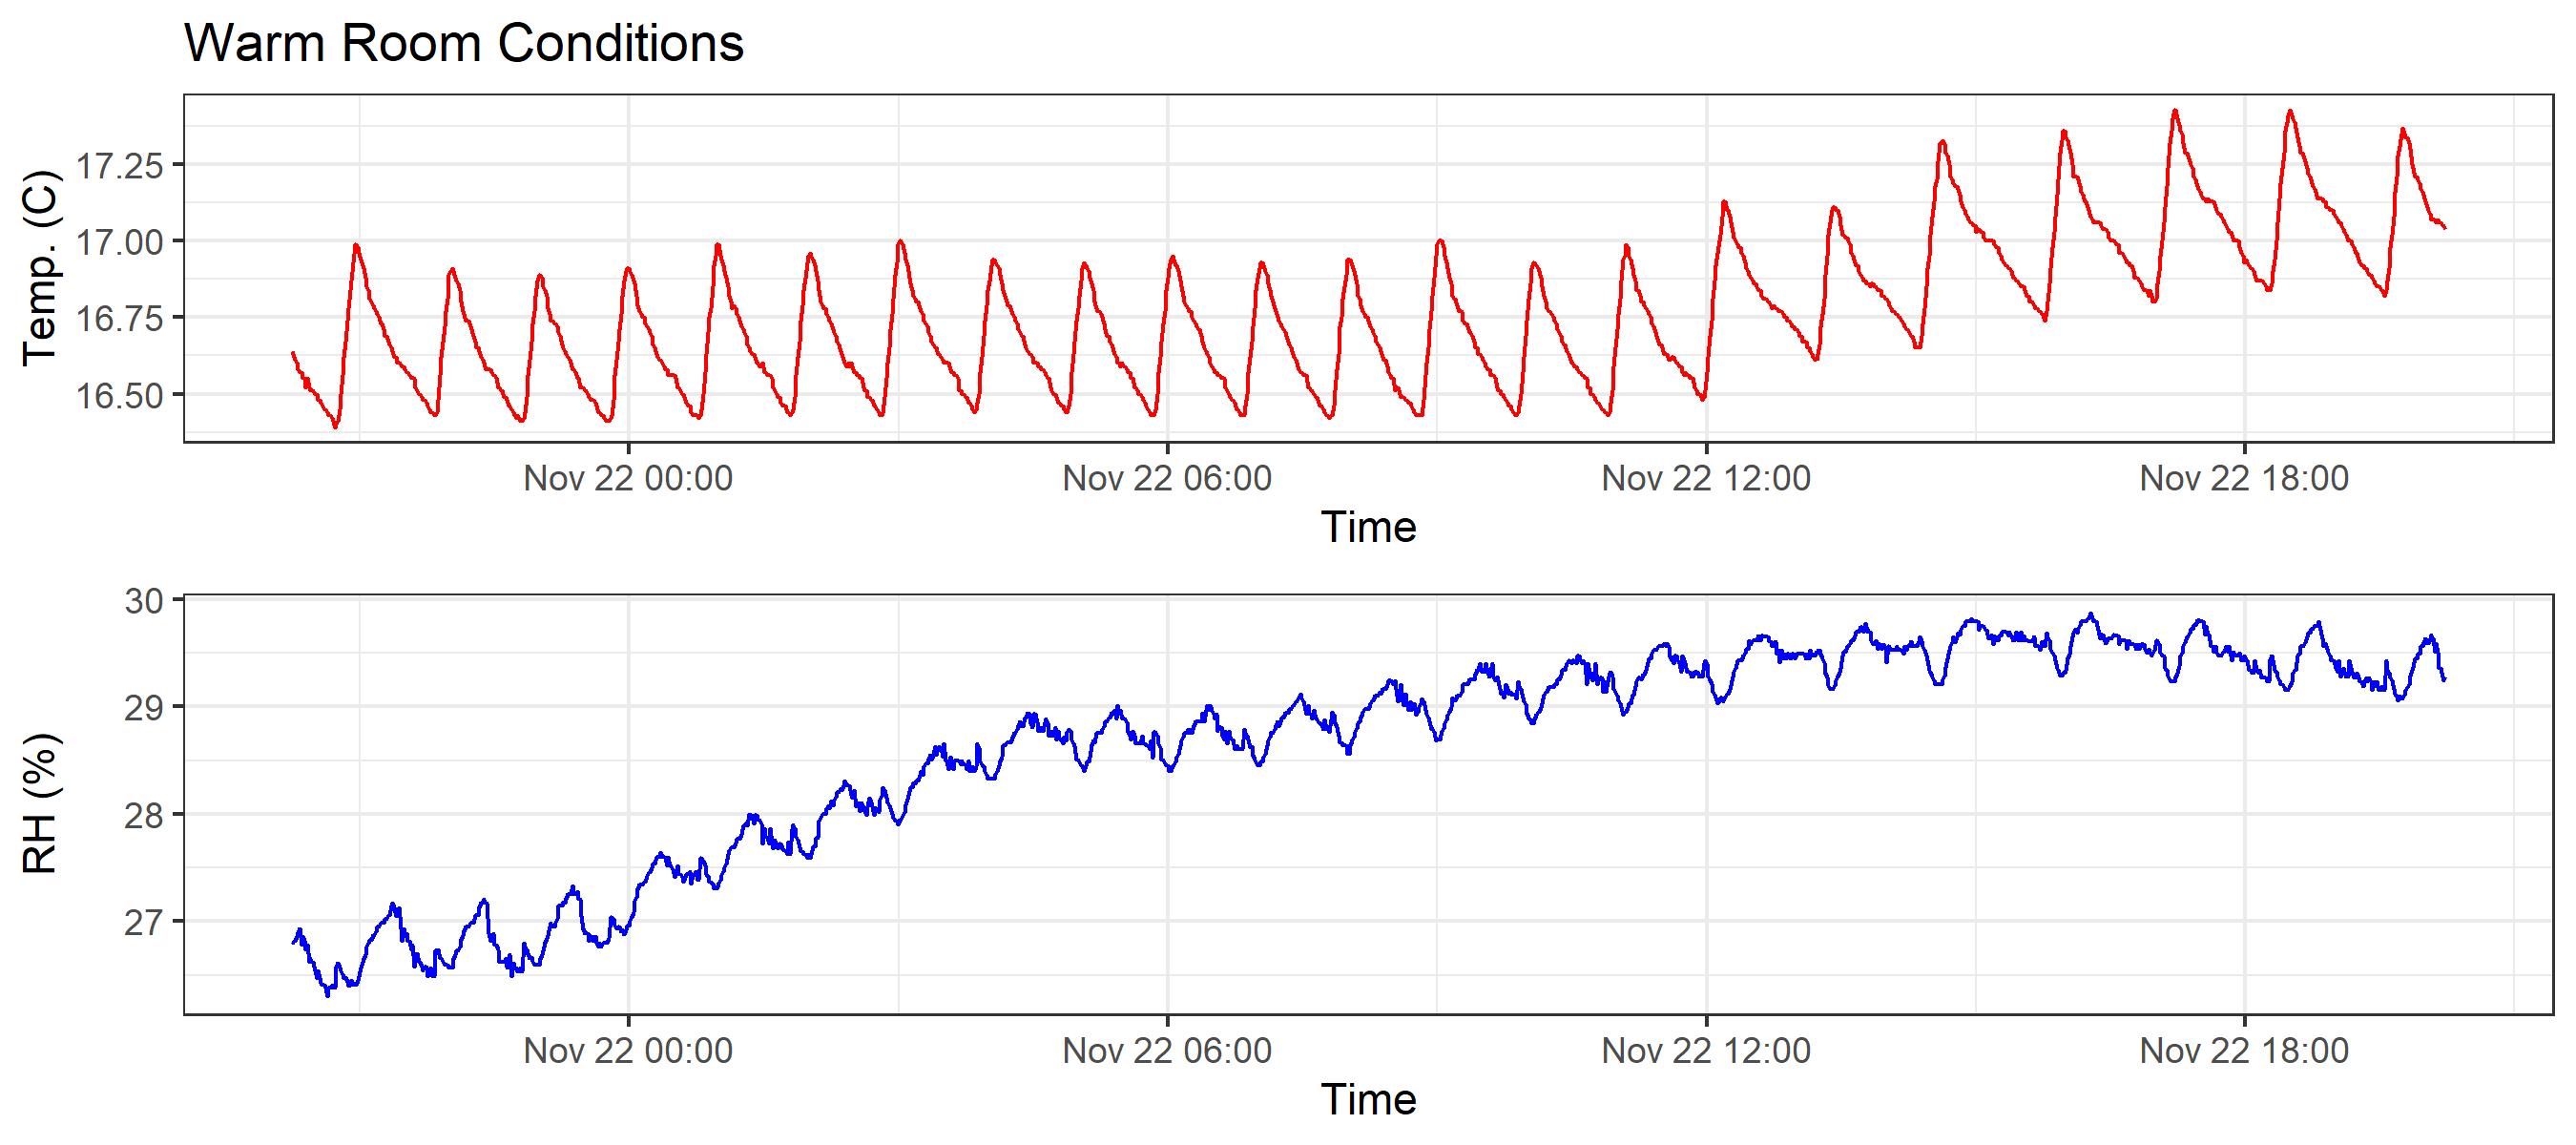 Warm Room Conditions
Temp. (C)
17.25
17.00
16.75
16.50
Nov 22 00:00 Nov 22 06:00 Nov 22 12:00 Nov 22 18:00
Time
RH (%)
30
29
28
27
Nov 22 00:00 Nov 22 06:00 Nov 22 12:00 Nov 22 18:00
Time